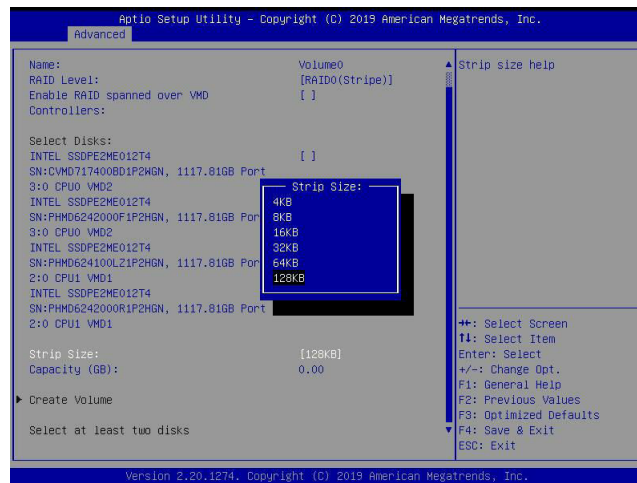 Aptio Setup Utility – Copyright (C) 2019 American Megatrends, Inc.
Advanced
Name: Volume0
RAID Level: [RAID0(Stripe)]
Enable RAID spanned over VMD [ ]
Controllers:
Select Disks:
INTEL SSDPE2ME012T4 [ ]
SN:CVMD717400BD1P2WGN, 1117.81GB Port
3:0 CPU0 VMD2
INTEL SSDPE2ME012T4
SN:PHMD6242000F1P2HGN, 1117.81GB Por
3:0 CPU0 VMD2
INTEL SSDPE2ME012T4
SN:PHMD624100LZ1P2HGN, 1117.81GB Por
2:0 CPU1 VMD1
INTEL SSDPE2ME012T4
SN:PHMD6242000R1P2HGN, 1117.81GB Port
2:0 CPU1 VMD1
Strip Size: [128KB]
Capacity (GB): 0.00
Create Volume
Select at least two disks
Strip Size:
4KB
8KB
16KB
32KB
64KB
128KB
Strip size help
→←: Select Screen
↑↓: Select Item
Enter: Select
+/-: Change Opt.
F1: General Help
F2: Previous Values
F3: Optimized Defaults
F4: Save & Exit
ESC: Exit
Version 2.20.1274. Copyright (C) 2019 American Megatrends, Inc.